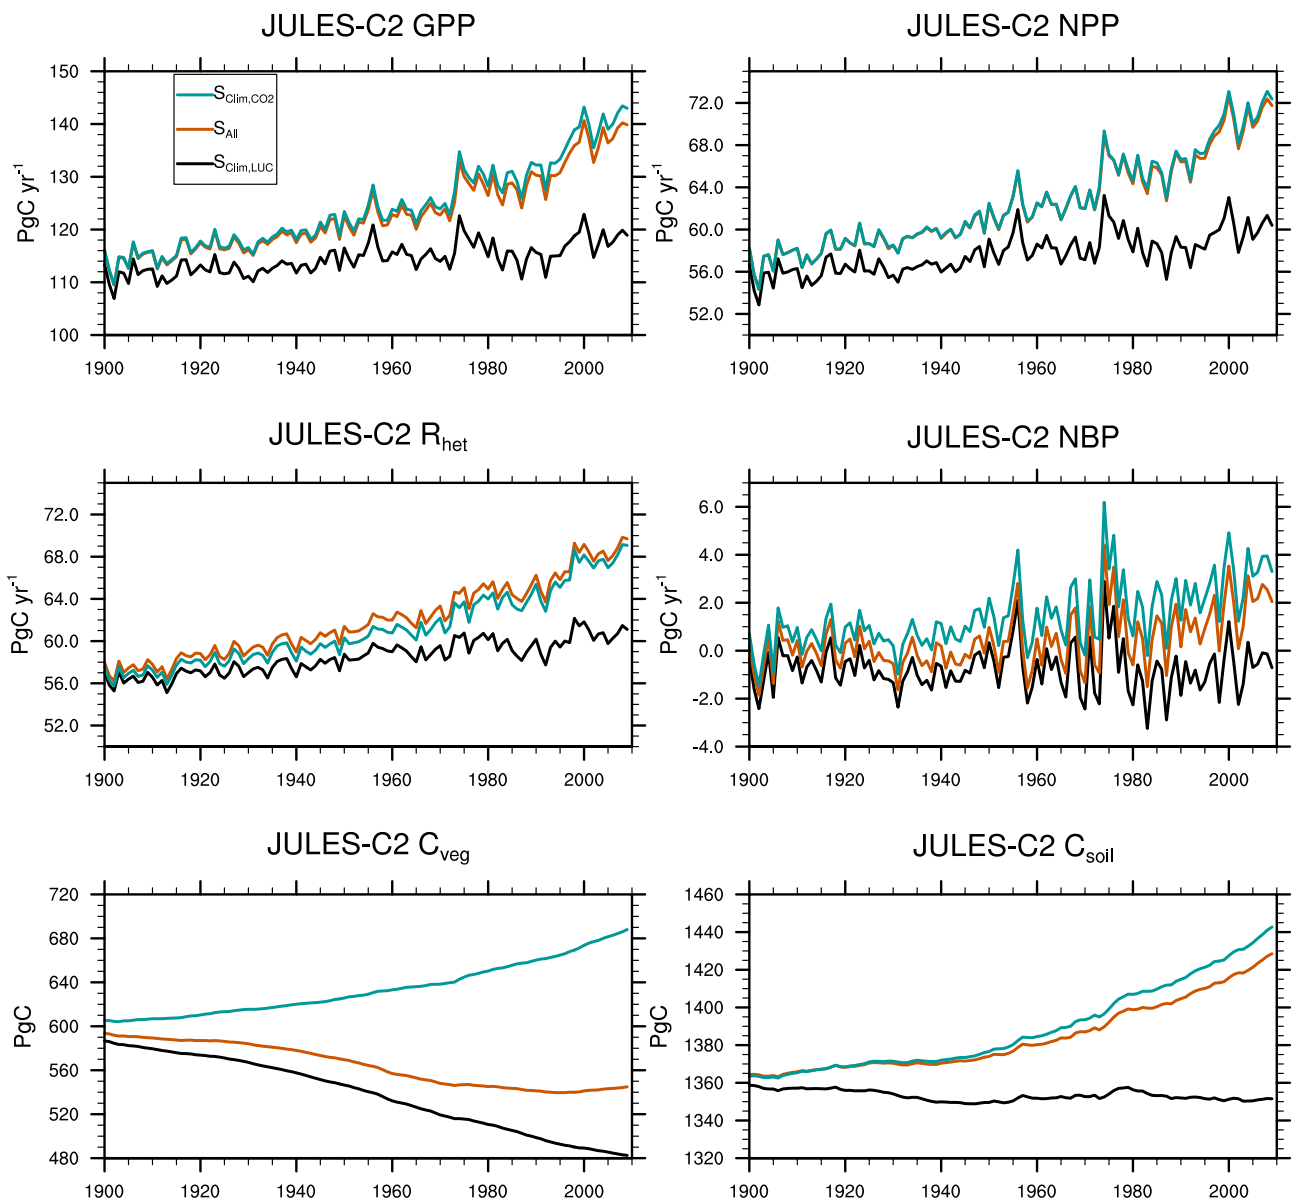 JULES-C2 GPP
150
140
130
120
110
100
PgC yr-1
SClim,CO2
SAll
SClim,LUC
1900 1920 1940 1960 1980 2000
JULES-C2 NPP
72.0
68.0
64.0
60.0
56.0
52.0
PgC yr-1
1900 1920 1940 1960 1980 2000
JULES-C2 Rhet
72.0
68.0
64.0
60.0
56.0
52.0
PgC yr-1
1900 1920 1940 1960 1980 2000
JULES-C2 NBP
6.0
4.0
2.0
0.0
-2.0
-4.0
PgC yr-1
1900 1920 1940 1960 1980 2000
JULES-C2 Cveg
720
680
640
600
560
520
480
PgC
1900 1920 1940 1960 1980 2000
JULES-C2 Csoil
1460
1440
1420
1400
1380
1360
1340
1320
PgC
1900 1920 1940 1960 1980 2000